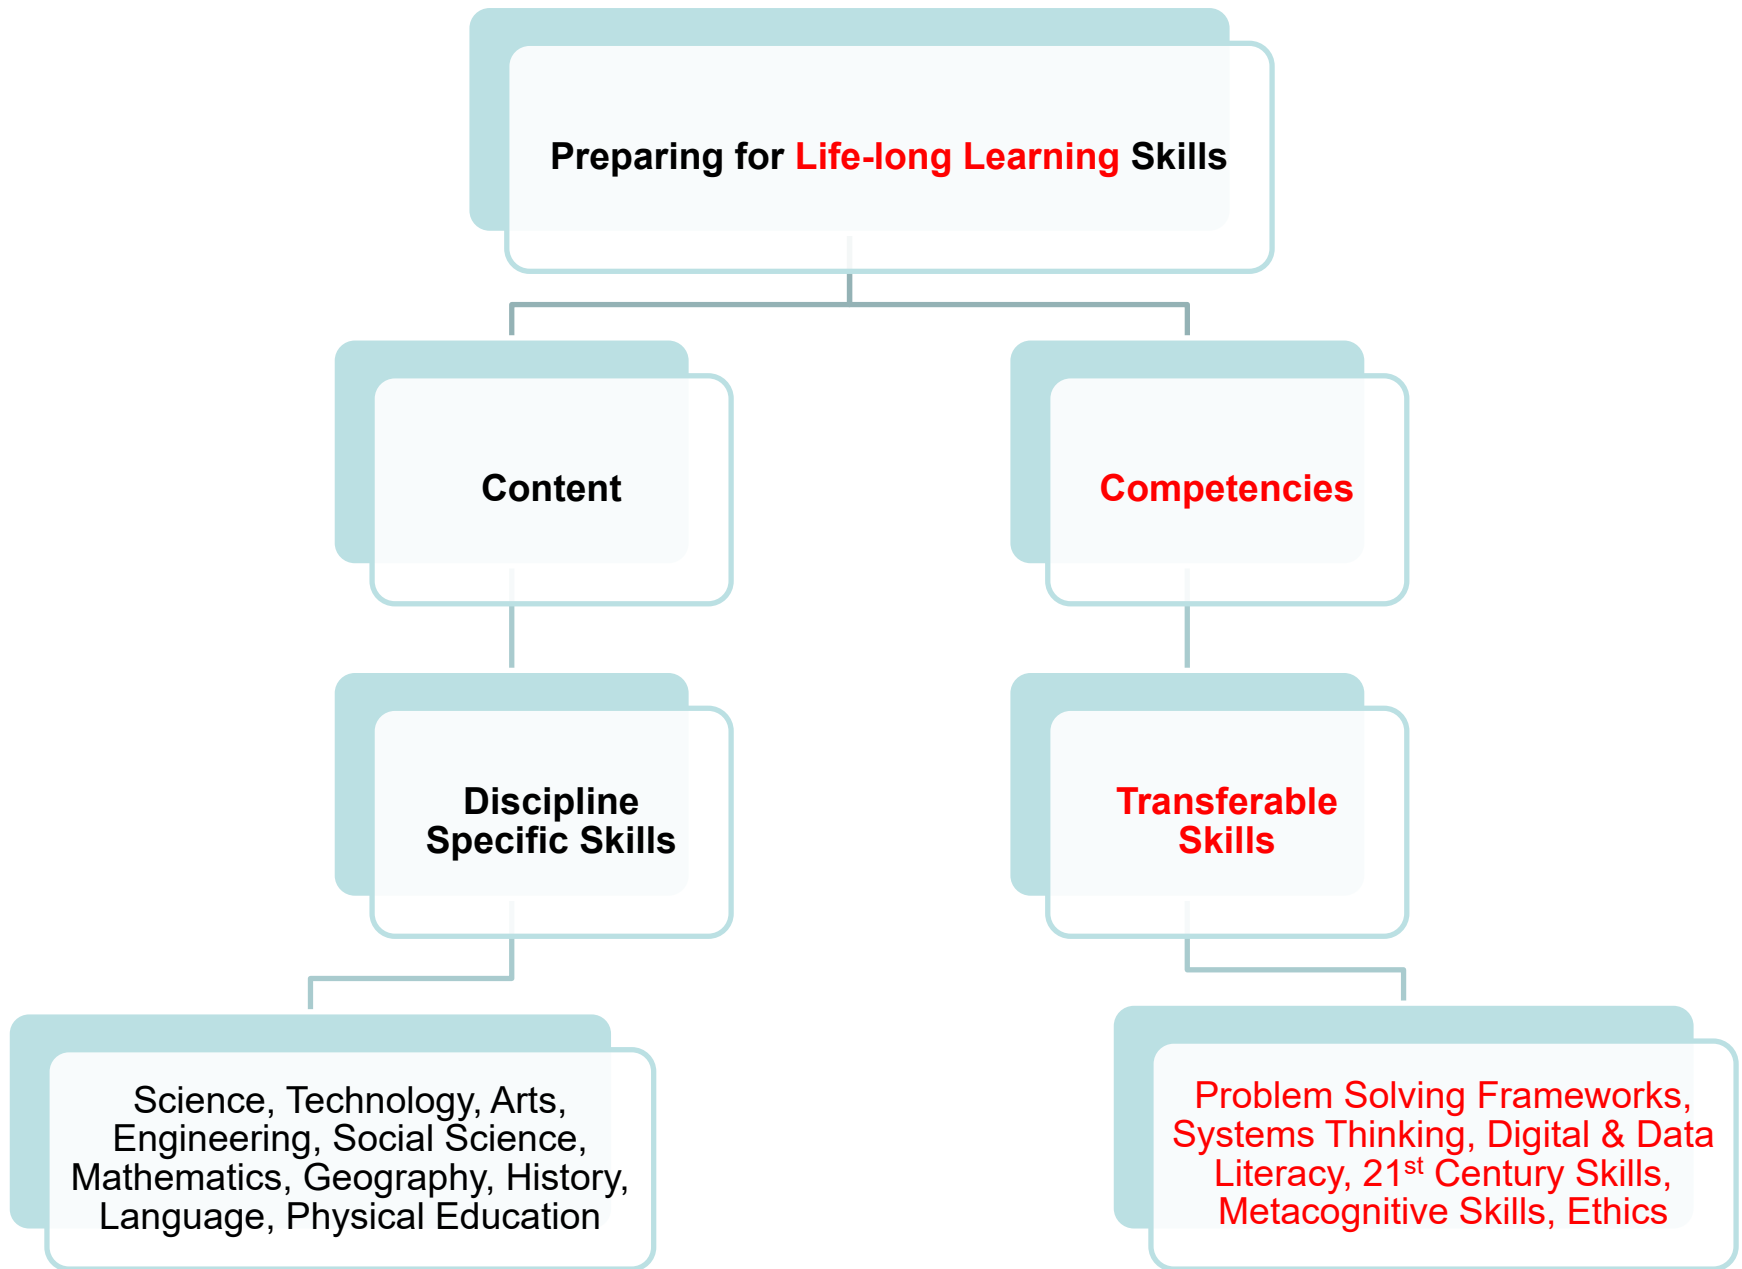 Preparing for Life-long Learning Skills
Content
Competencies
Discipline
Specific Skills
Transferable
Skills
Science, Technology, Arts,
Engineering, Social Science,
Mathematics, Geography, History,
Language, Physical Education
Problem Solving Frameworks,
Systems Thinking, Digital & Data
Literacy, 21st Century Skills,
Metacognitive Skills, Ethics